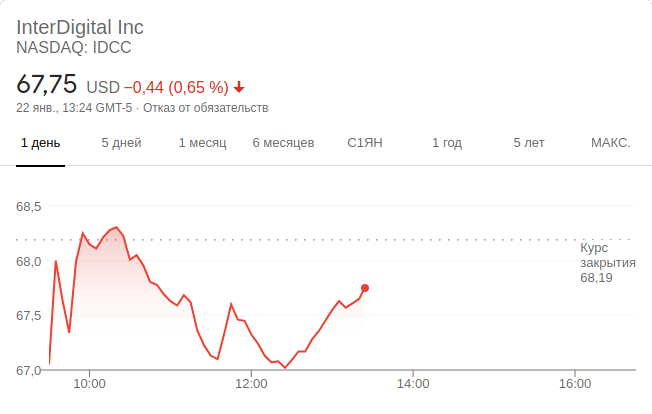 InterDigital Inc
NASDAQ: IDCC
67,75 USD −0,44 (0,65 %)
22 янв., 13:24 GMT-5 · Отказ от обязательств
1 день 5 дней 1 месяц 6 месяцев С1ЯН 1 год 5 лет МАКС.
68,5
Курс
закрытия
68,19
68,0
67,5
67,0
10:00 12:00 14:00 16:00